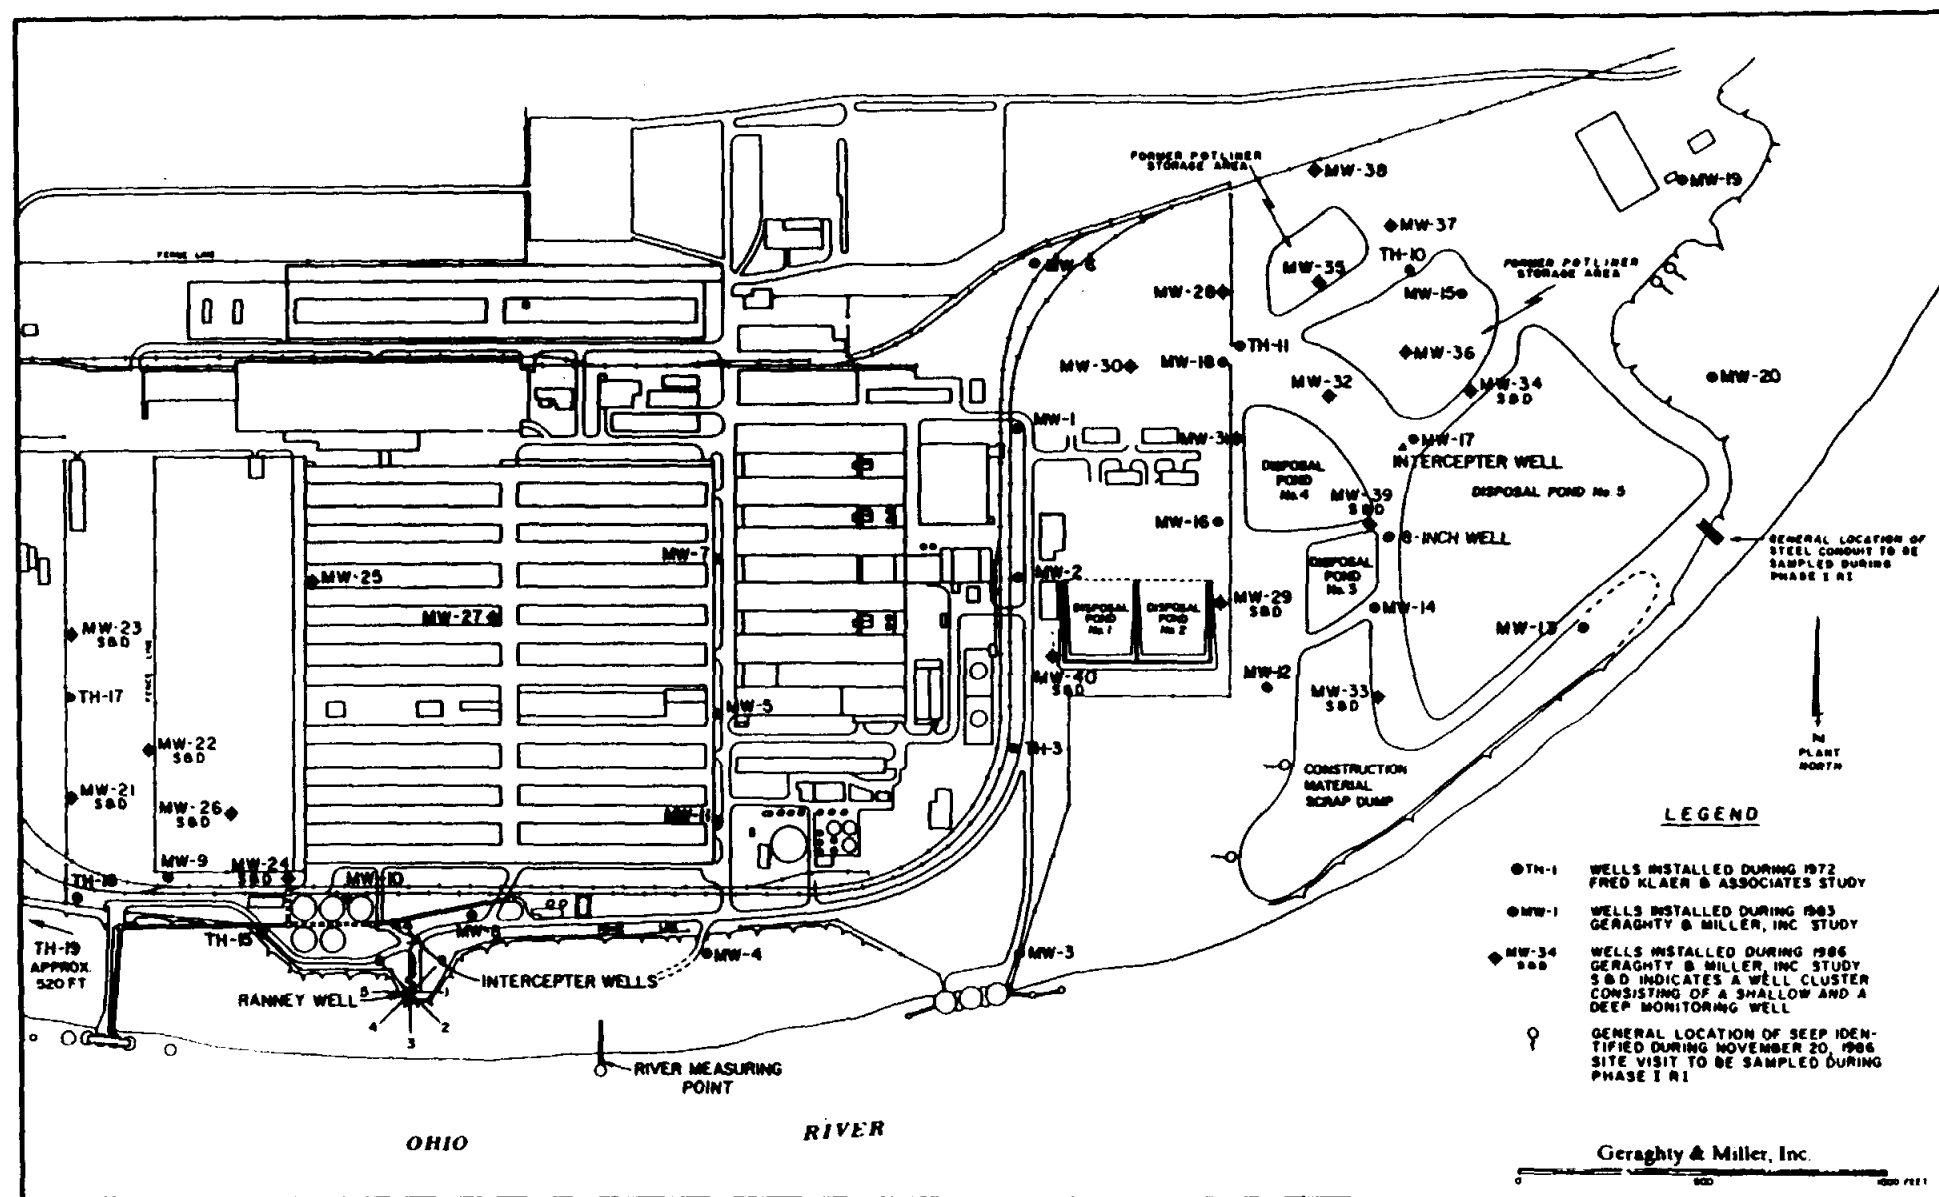 FORMER POTLINER
STORAGE AREA
MW-38
MW-19
MW-37
TH-10
MW-35
FORMER POTLINER
STORAGE AREA
FENCE LINE
MW-6
MW-28
MW-15
TH-11
MW-18
MW-30
MW-36
MW-32
MW-34
S&D
MW-20
MW-1
MW-17
INTERCEPTER WELL
DISPOSAL
POND
No. 4
MW-39
S&D
DISPOSAL POND No. 5
MW-16
8-INCH WELL
GENERAL LOCATION OF
STEEL CONDUIT TO BE
SAMPLED DURING
PHASE I RI
MW-7
MW-25
MW-2
DISPOSAL
POND
No. 3
MW-27
DISPOSAL
POND
No. 1
DISPOSAL
POND
No. 2
MW-29
S&D
MW-14
MW-13
MW-23
S&D
FENCE LINE
TH-17
MW-40
S&D
MW-12
MW-33
S&D
MW-5
MW-22
S&D
TH-3
N
PLANT
NORTH
CONSTRUCTION
MATERIAL
SCRAP DUMP
MW-21
S&D
MW-26
S&D
MW-11
MW-9
MW-24
S&D
MW-10
TH-18
TH-15
MW-8
TH-19
APPROX.
520 FT
MW-4
MW-3
INTERCEPTER WELLS
RANNEY WELL
5
1
4
2
3
RIVER MEASURING
POINT
OHIO
RIVER
LEGEND
TH-1
WELLS INSTALLED DURING 1972
FRED KLAER & ASSOCIATES STUDY
MW-1
WELLS INSTALLED DURING 1983
GERAGHTY & MILLER, INC STUDY
MW-34
S&D
WELLS INSTALLED DURING 1986
GERAGHTY & MILLER, INC STUDY
S&D INDICATES A WELL CLUSTER
CONSISTING OF A SHALLOW AND A
DEEP MONITORING WELL
GENERAL LOCATION OF SEEP IDEN-
TIFIED DURING NOVEMBER 20, 1986
SITE VISIT TO BE SAMPLED DURING
PHASE I RI
Geraghty & Miller, Inc.
0
500
1000 FEET